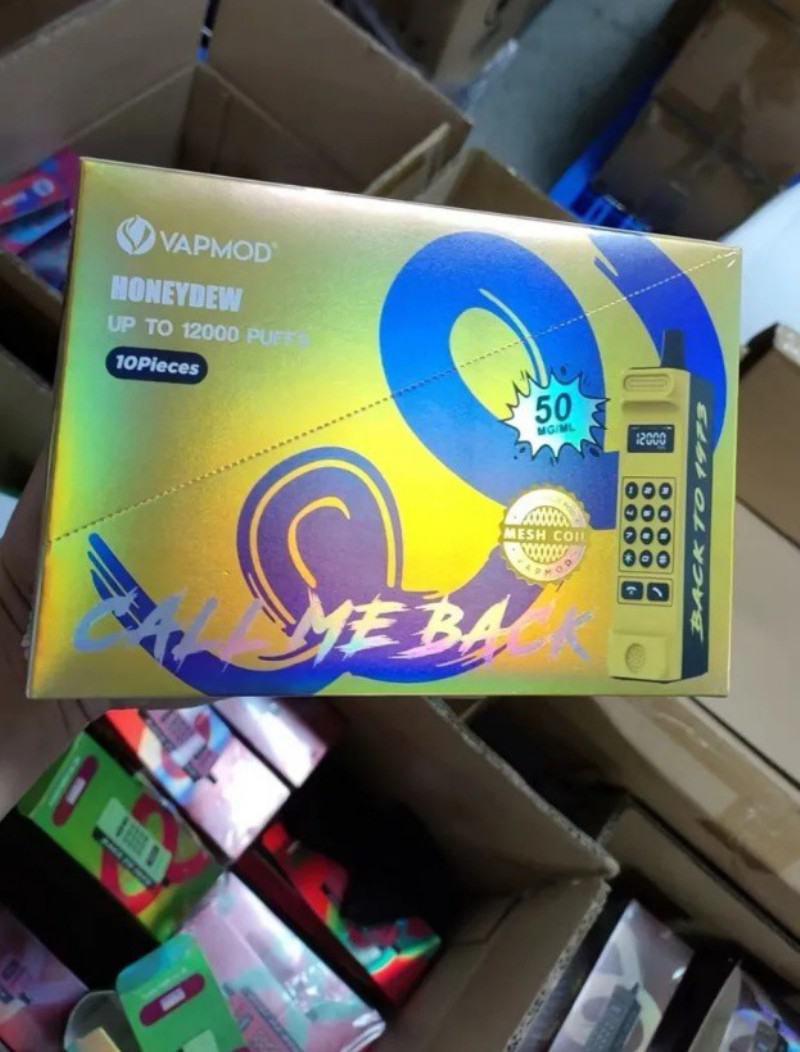 VAPMOD®
HONEYDEW
UP TO 12000 PUFFS
10Pieces
50
MG/ML
12000
MESH COIL
VAPMOD
BACK TO 1973
CALL ME BACK